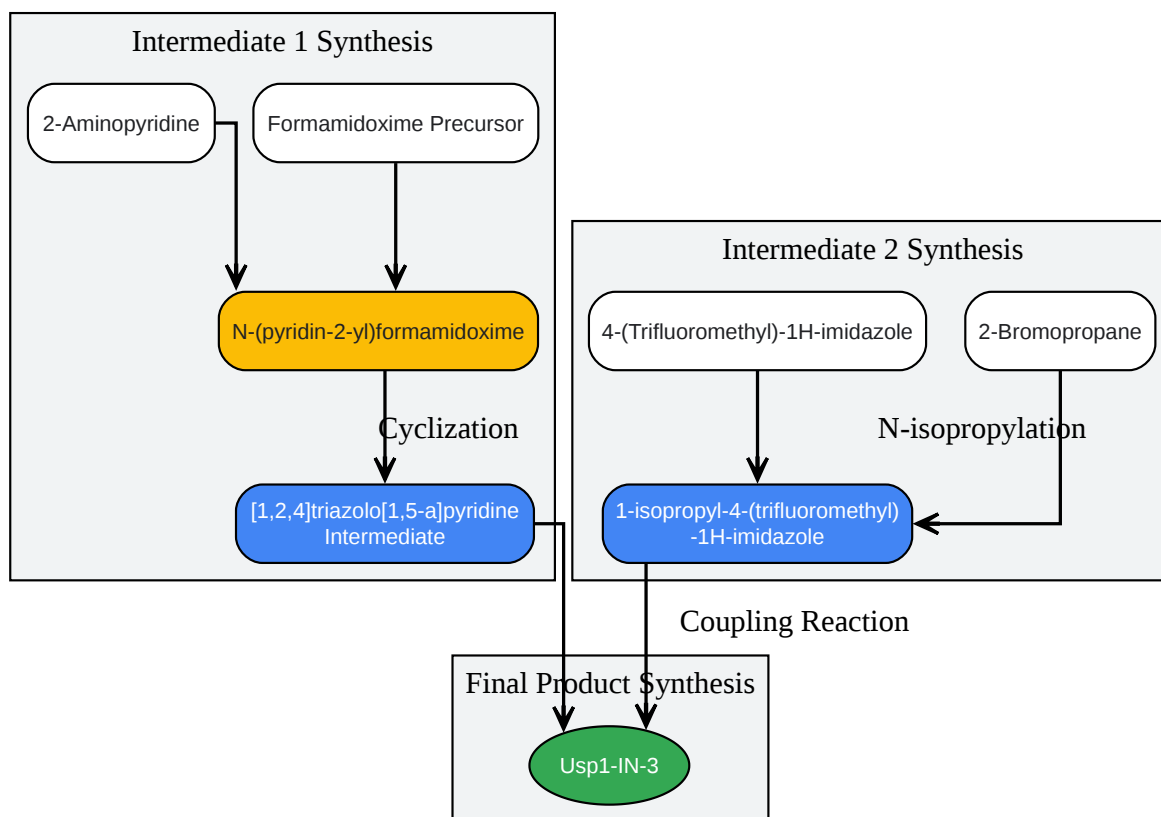 Intermediate 1 Synthesis
2-Aminopyridine
Formamidoxime Precursor
N-(pyridin-2-yl)formamidoxime
Cyclization
[1,2,4]triazolo[1,5-a]pyridine
Intermediate
Intermediate 2 Synthesis
4-(Trifluoromethyl)-1H-imidazole
2-Bromopropane
N-isopropylation
1-isopropyl-4-(trifluoromethyl)
-1H-imidazole
Coupling Reaction
Final Product Synthesis
Usp1-IN-3